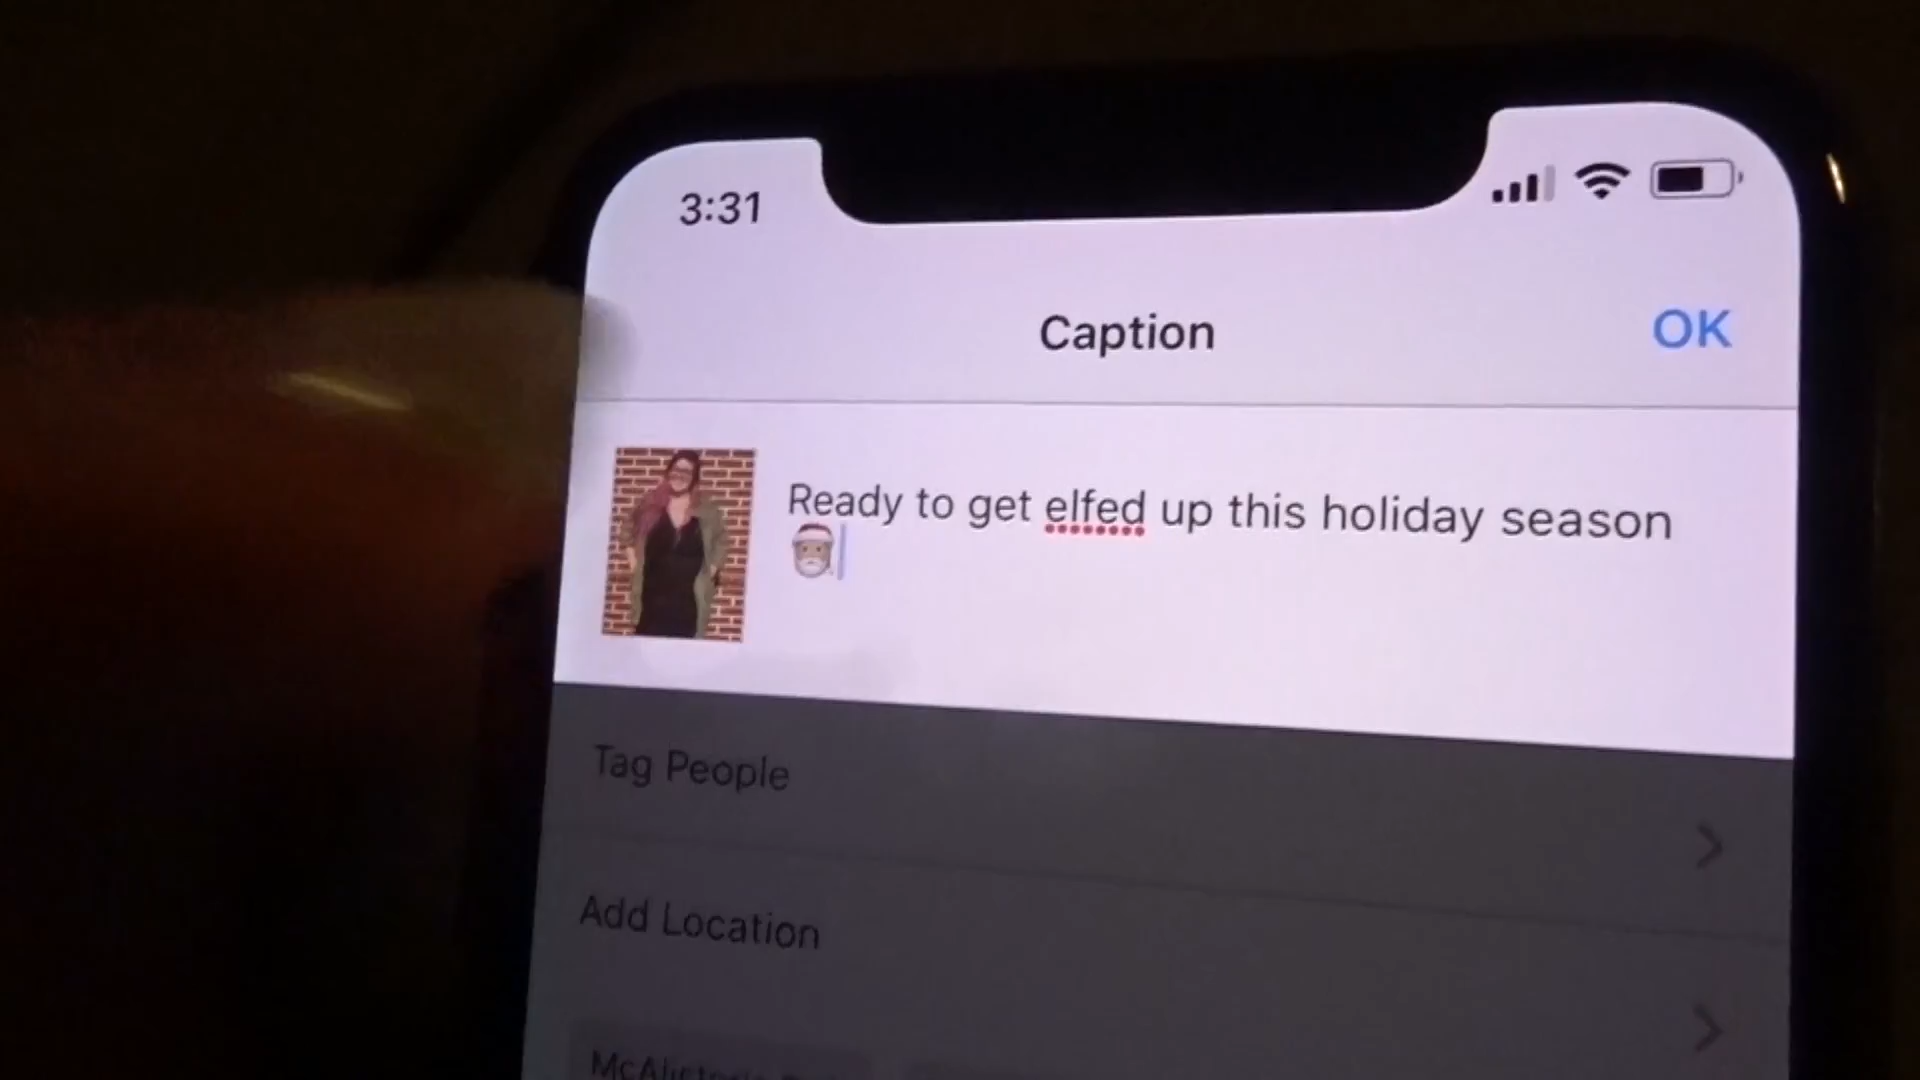 3:31
Caption
OK
Ready to get elfed up this holiday season
🎅🏽
Tag People
Add Location